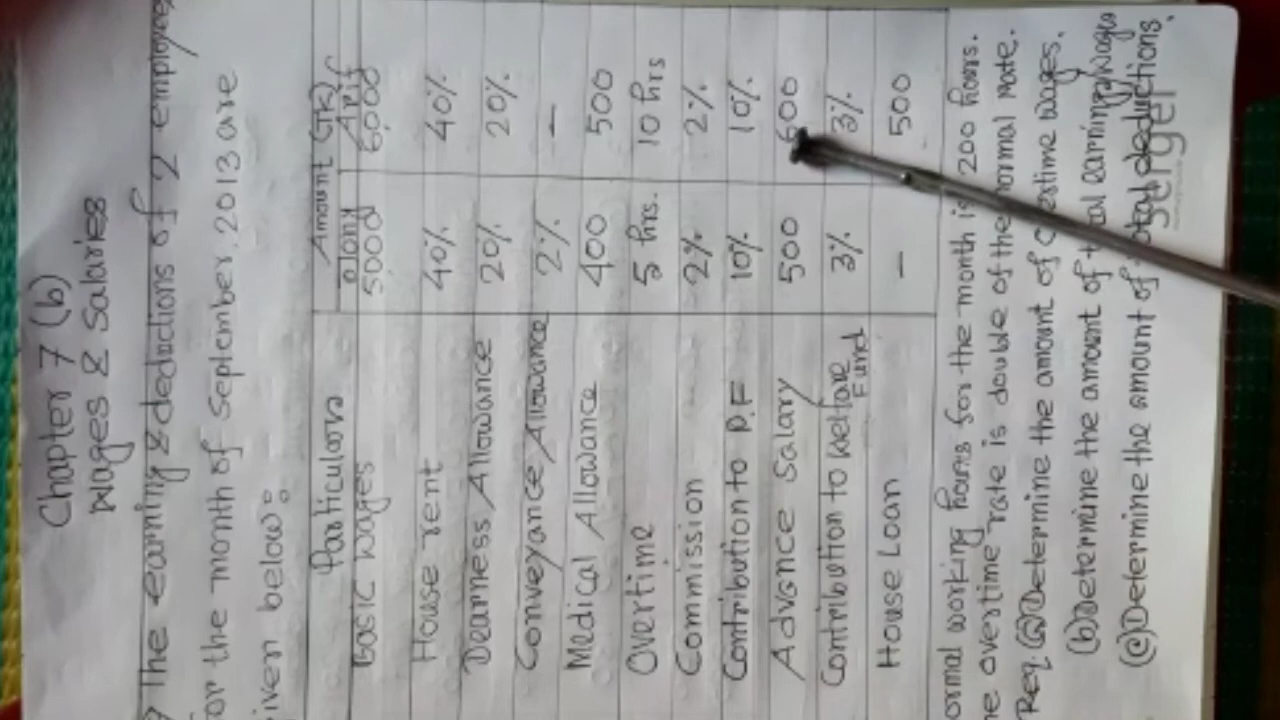 Chapter 7 (b)
Wages & Salaries
The earning & dedections of 2 employees
for the month of September, 2013 are
given below:
Particulars Amount (TK)
Polony Arif
Basic Wages 5000 6000
House rent 40% 40%
Dearness Allowance 20% 20%
Conveyance Allowance 2% —
Medical Allowance 400 500
Overtime 5 hrs. 10 hrs
Commission 2% 2%
Contribution to P.F 10% 10%
Advance Salary 500 600
Contribution to Welfare Fund 3% 3%
House Loan — 500
ormal working hours for the month is 200 hours.
he overtime rate is double of the normal rate.
Req (a) Determine the amount of overtime wages.
(b) Determine the amount of total earning wages
(c) Determine the amount of total deductions.
sengel